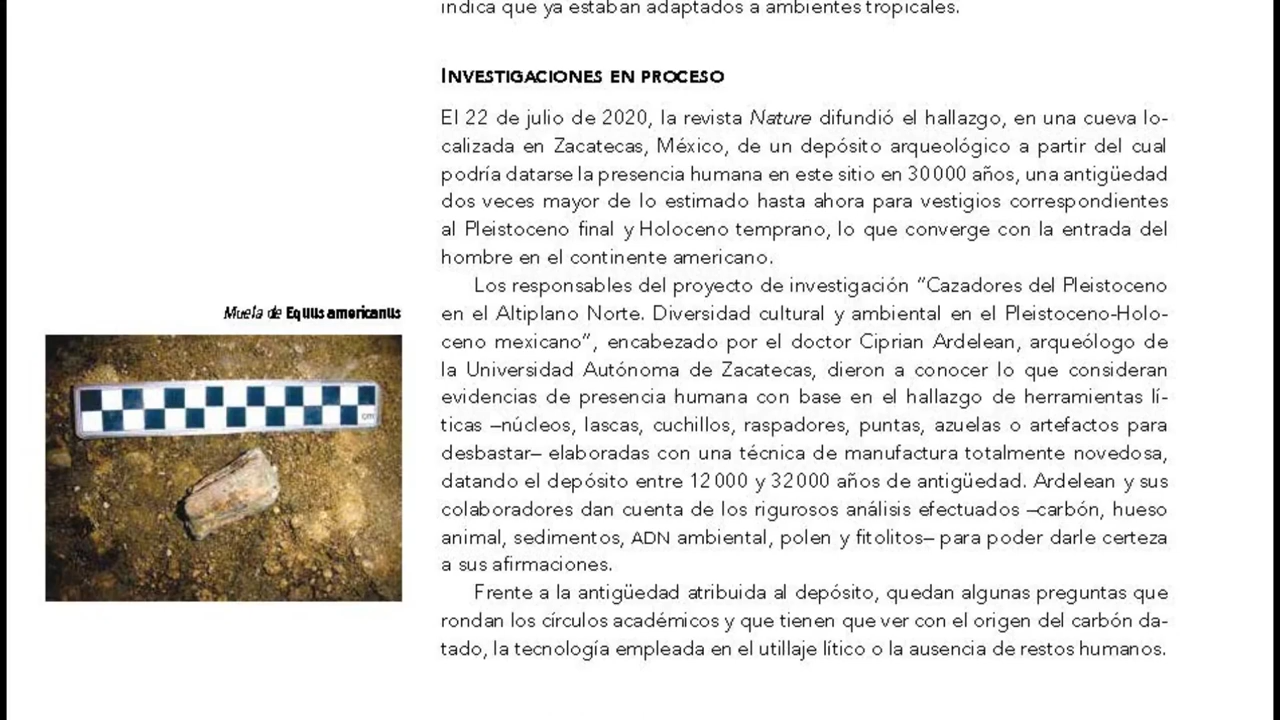 indica que ya estaban adaptados a ambientes tropicales.
INVESTIGACIONES EN PROCESO
El 22 de julio de 2020, la revista Nature difundió el hallazgo, en una cueva lo-
calizada en Zacatecas, México, de un depósito arqueológico a partir del cual
podría datarse la presencia humana en este sitio en 30 000 años, una antigüedad
dos veces mayor de lo estimado hasta ahora para vestigios correspondientes
al Pleistoceno final y Holoceno temprano, lo que converge con la entrada del
hombre en el continente americano.
Los responsables del proyecto de investigación “Cazadores del Pleistoceno
en el Altiplano Norte. Diversidad cultural y ambiental en el Pleistoceno-Holo-
ceno mexicano”, encabezado por el doctor Ciprian Ardelean, arqueólogo de
la Universidad Autónoma de Zacatecas, dieron a conocer lo que consideran
evidencias de presencia humana con base en el hallazgo de herramientas lí-
ticas –núcleos, lascas, cuchillos, raspadores, puntas, azuelas o artefactos para
desbastar– elaboradas con una técnica de manufactura totalmente novedosa,
datando el depósito entre 12 000 y 32 000 años de antigüedad. Ardelean y sus
colaboradores dan cuenta de los rigurosos análisis efectuados –carbón, hueso
animal, sedimentos, ADN ambiental, polen y fitolitos– para poder darle certeza
a sus afirmaciones.
Frente a la antigüedad atribuida al depósito, quedan algunas preguntas que
rondan los círculos académicos y que tienen que ver con el origen del carbón da-
tado, la tecnología empleada en el utillaje lítico o la ausencia de restos humanos.
Muela de Equus americanus
cm